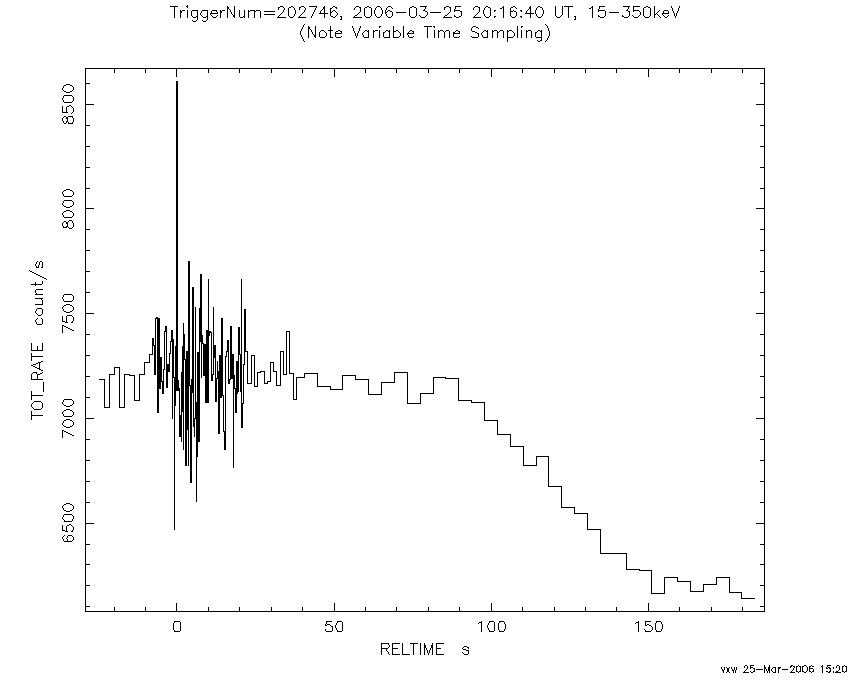 TriggerNum=202746, 2006-03-25 20:16:40 UT, 15-350keV
(Note Variable Time Sampling)
8500
8000
7500
7000
6500
TOT_RATE count/s
0 50 100 150
RELTIME s
vxw 25-Mar-2006 15:20